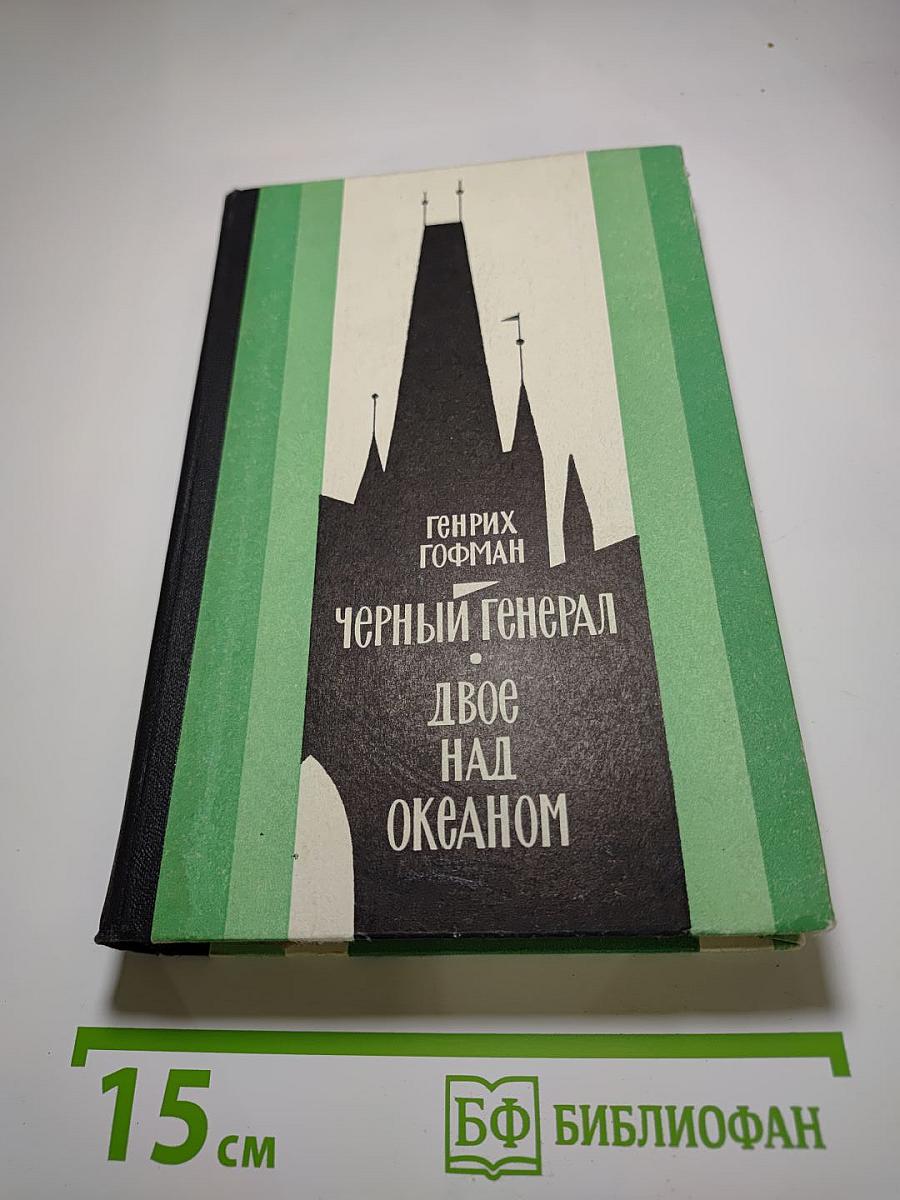 ГЕНРИХ
ГОФМАН
ЧЕРНЫЙ ГЕНЕРАЛ
•
ДВОЕ
НАД
ОКЕАНОМ
15 см
БФ БИБЛИОФАН